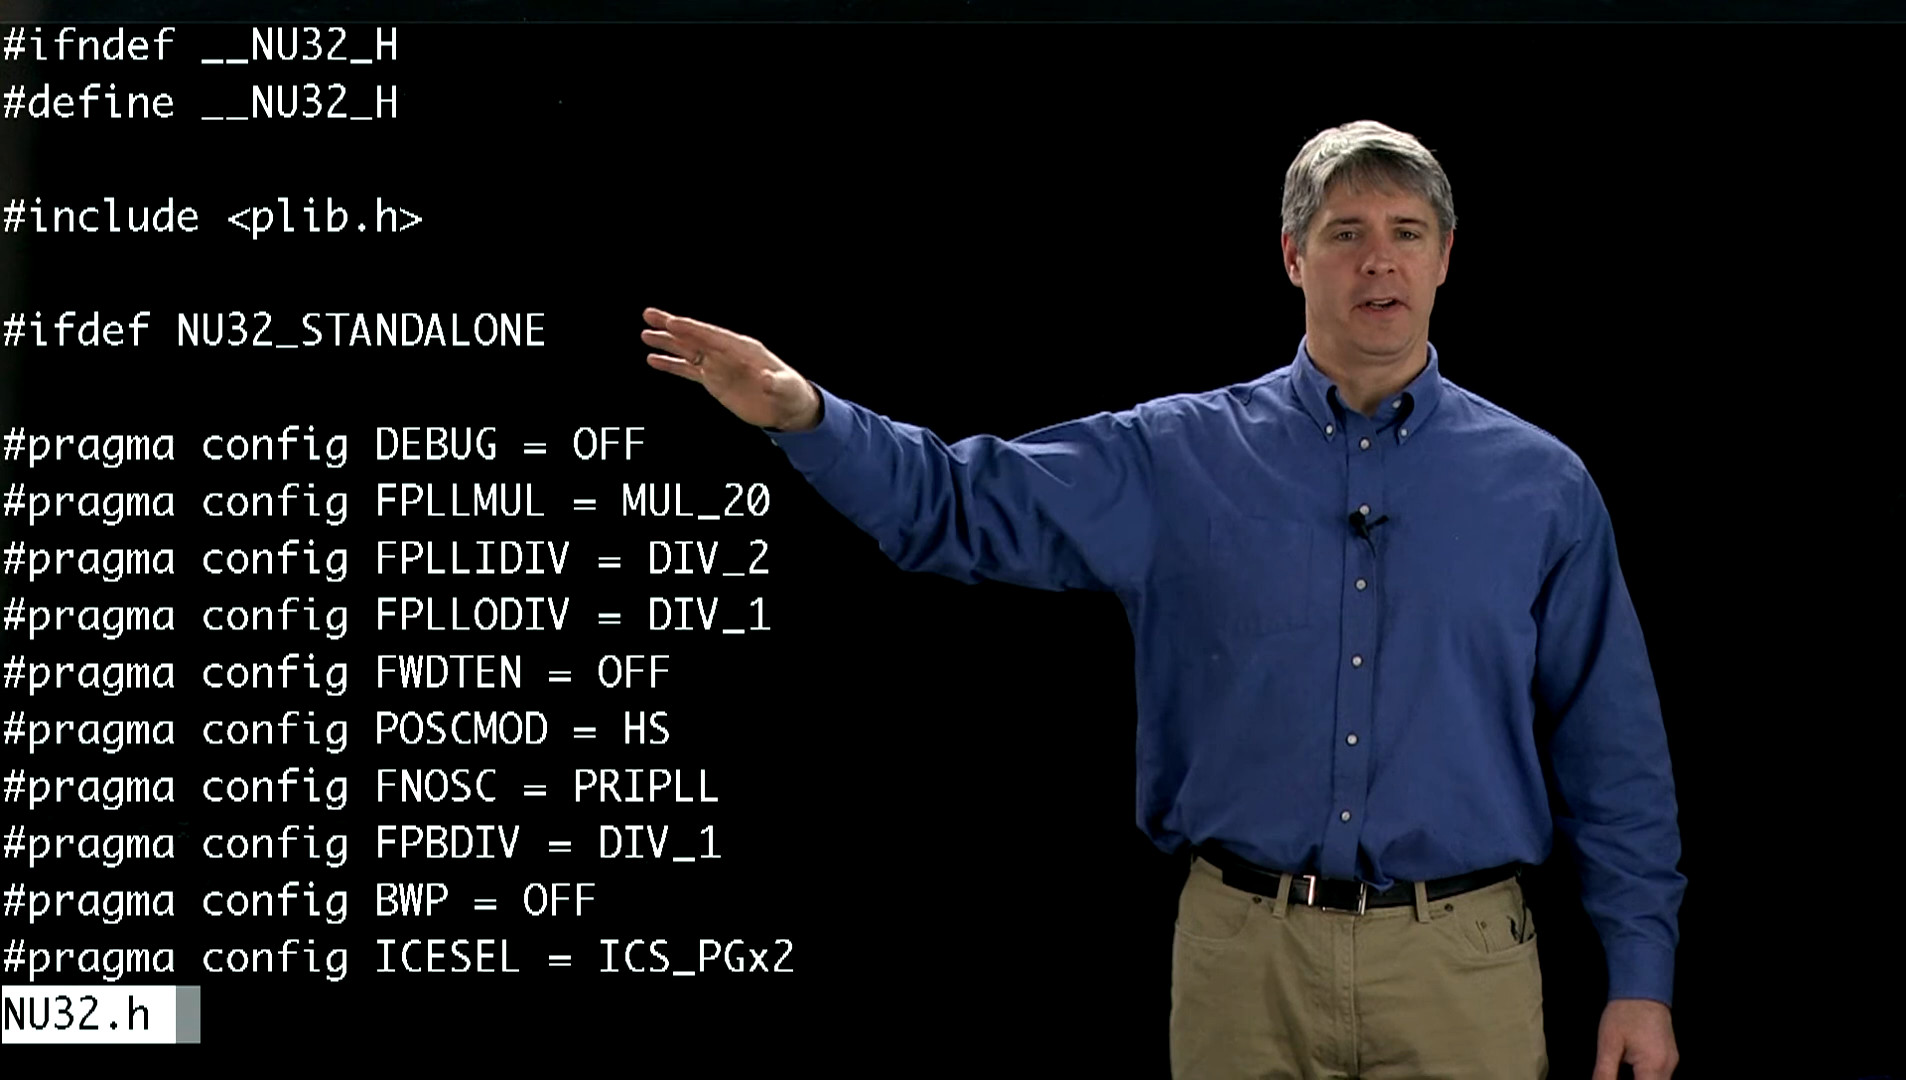 #ifndef __NU32_H
#define __NU32_H
#include <plib.h>
#ifdef NU32_STANDALONE
#pragma config DEBUG = OFF
#pragma config FPLLMUL = MUL_20
#pragma config FPLLIDIV = DIV_2
#pragma config FPLLODIV = DIV_1
#pragma config FWDTEN = OFF
#pragma config POSCMOD = HS
#pragma config FNOSC = PRIPLL
#pragma config FPBDIV = DIV_1
#pragma config BWP = OFF
#pragma config ICESEL = ICS_PGx2
NU32.h